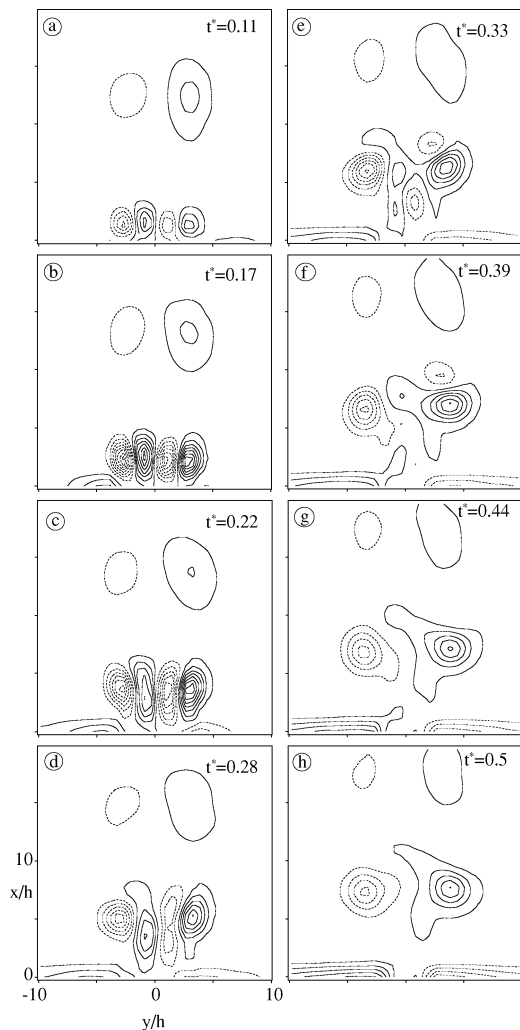 a t*=0.11
e t*=0.33
b t*=0.17
f t*=0.39
c t*=0.22
g t*=0.44
d t*=0.28
h t*=0.5
10
x/h
0
-10 0 10
y/h